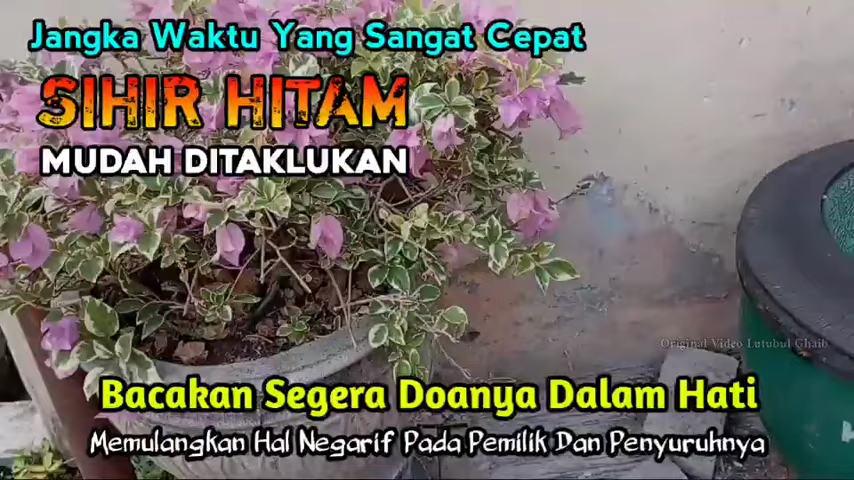 Jangka Waktu Yang Sangat Cepat
SIHIR HITAM
MUDAH DITAKLUKAN
Original Video Lutubul Ghaib
Bacakan Segera Doanya Dalam Hati
Memulangkan Hal Negarif Pada Pemilik Dan Penyuruhnya